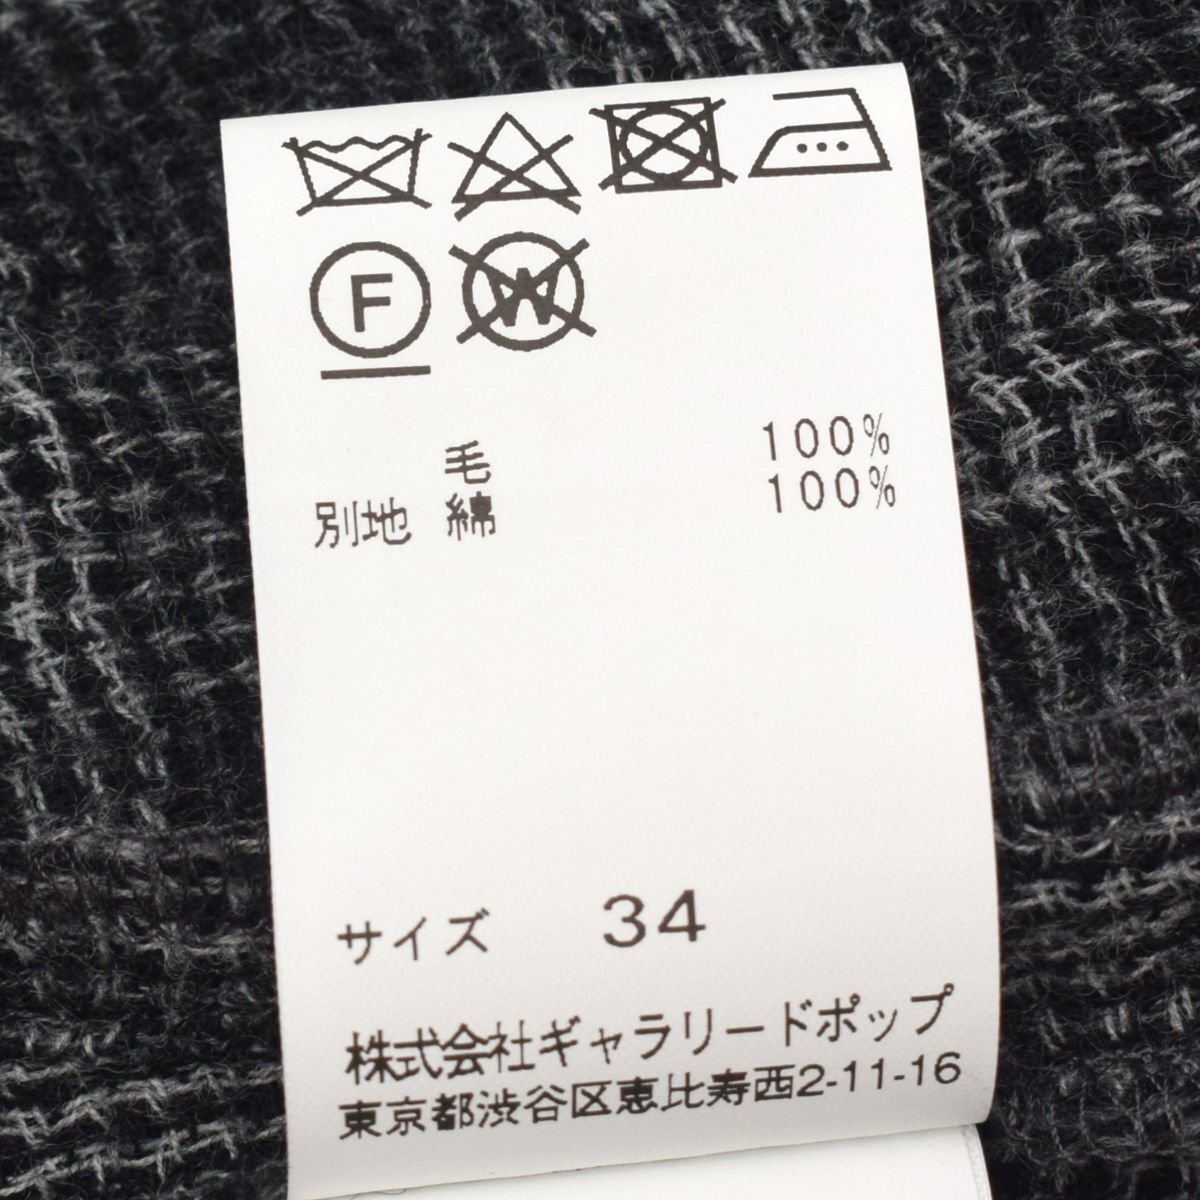 F W
毛 100%
別地 綿 100%
サイズ 34
株式会社ギャラリードポップ
東京都渋谷区恵比寿西2-11-16